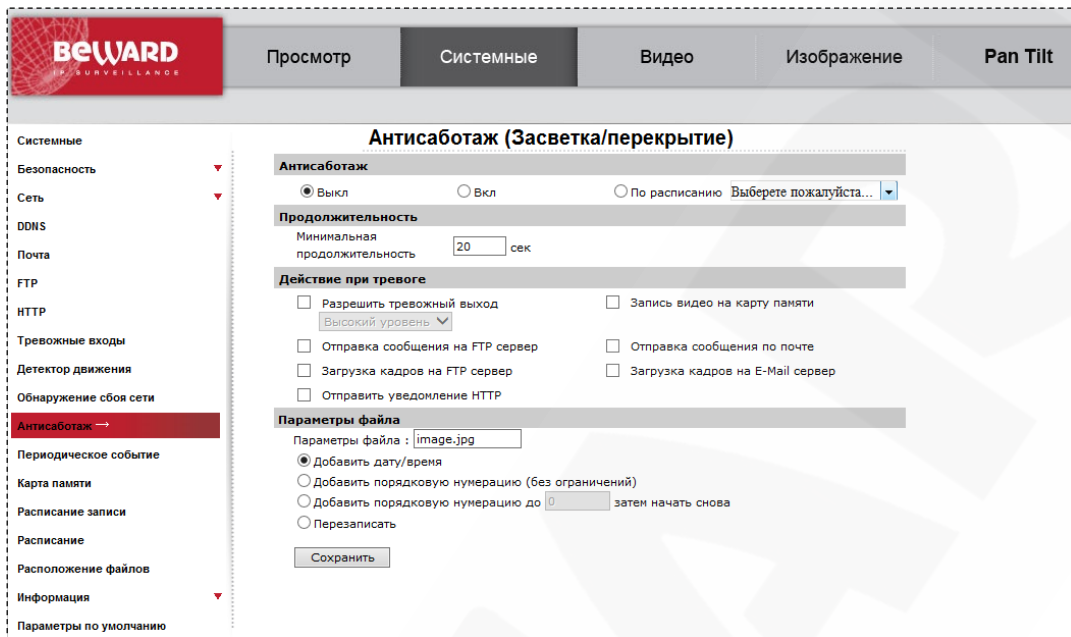 BEWARD
IP SURVEILLANCE
Просмотр
Системные
Видео
Изображение
Pan Tilt
Системные
Безопасность
Сеть
DDNS
Почта
FTP
HTTP
Тревожные входы
Детектор движения
Обнаружение сбоя сети
Антисаботаж →
Периодическое событие
Карта памяти
Расписание записи
Расписание
Расположение файлов
Информация
Параметры по умолчанию
Антисаботаж (Засветка/перекрытие)
Антисаботаж
Выкл
Вкл
По расписанию Выберете пожалуйста...
Продолжительность
Минимальная
продолжительность 20 сек
Действие при тревоге
Разрешить тревожный выход
Высокий уровень
Запись видео на карту памяти
Отправка сообщения на FTP сервер
Отправка сообщения по почте
Загрузка кадров на FTP сервер
Загрузка кадров на E-Mail сервер
Отправить уведомление HTTP
Параметры файла
Параметры файла : image.jpg
Добавить дату/время
Добавить порядковую нумерацию (без ограничений)
Добавить порядковую нумерацию до 0 затем начать снова
Перезаписать
Сохранить